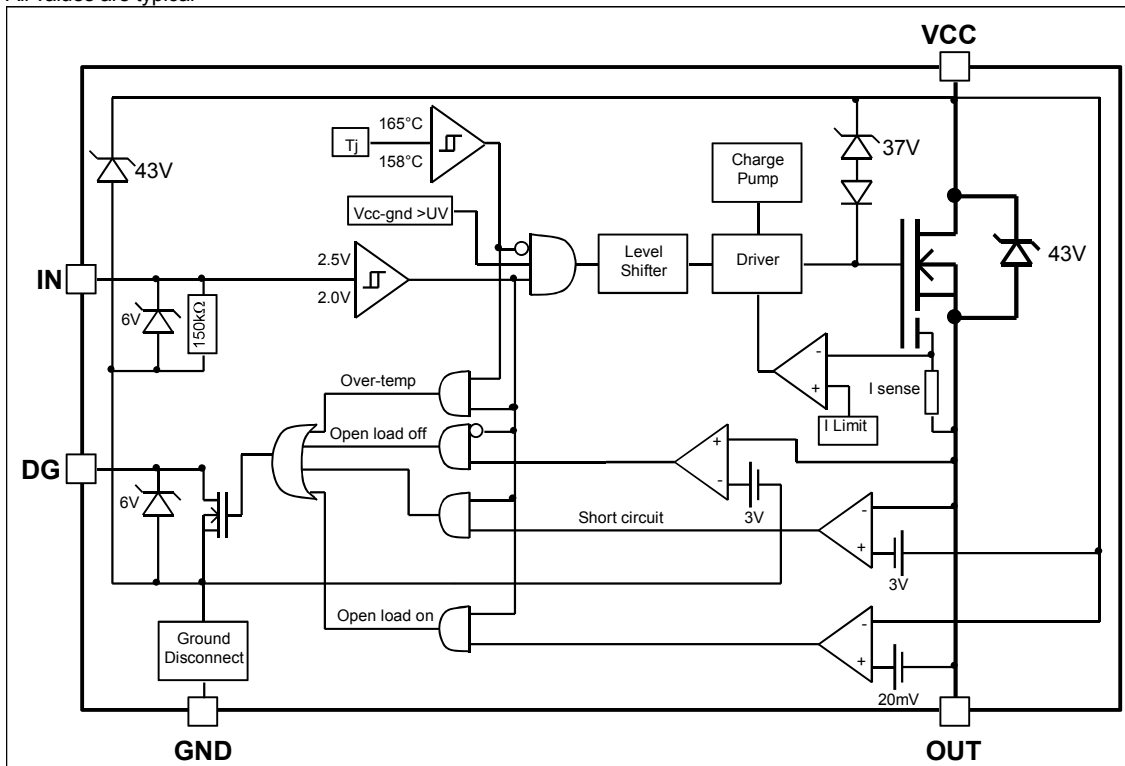 All values are typical
VCC
165°C
Tj
158°C
43V
37V
Charge
Pump
Vcc-gnd >UV
Level
Shifter
Driver
43V
2.5V
IN
2.0V
6V
150kΩ
-
+
I sense
I Limit
Over-temp
Open load off
+
-
DG
6V
3V
Short circuit
-
+
3V
Open load on
-
+
20mV
Ground
Disconnect
GND
OUT